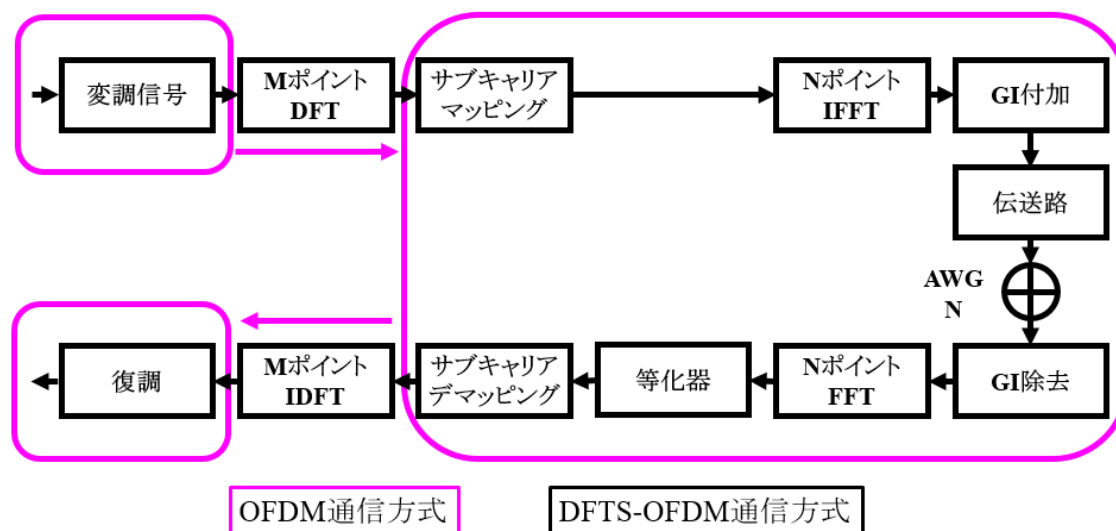 変調信号
Mポイント
DFT
サブキャリア
マッピング
Nポイント
IFFT
GI付加
伝送路
AWG
N
復調
Mポイント
IDFT
サブキャリア
デマッピング
等化器
Nポイント
FFT
GI除去
OFDM通信方式
DFTS-OFDM通信方式